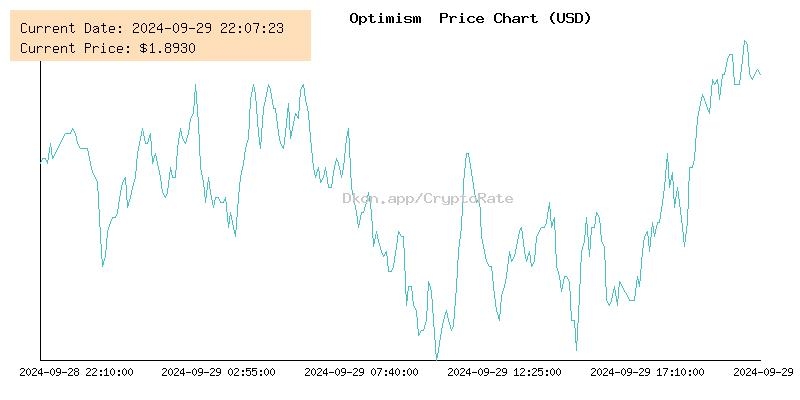 Optimism  Price Chart (USD)
Current Date: 2024-09-29 22:07:23
Current Price: $1.8930
Dkon.app/CryptoRate
2024-09-28 22:10:00 2024-09-29 02:55:00 2024-09-29 07:40:00 2024-09-29 12:25:00 2024-09-29 17:10:00 2024-09-29